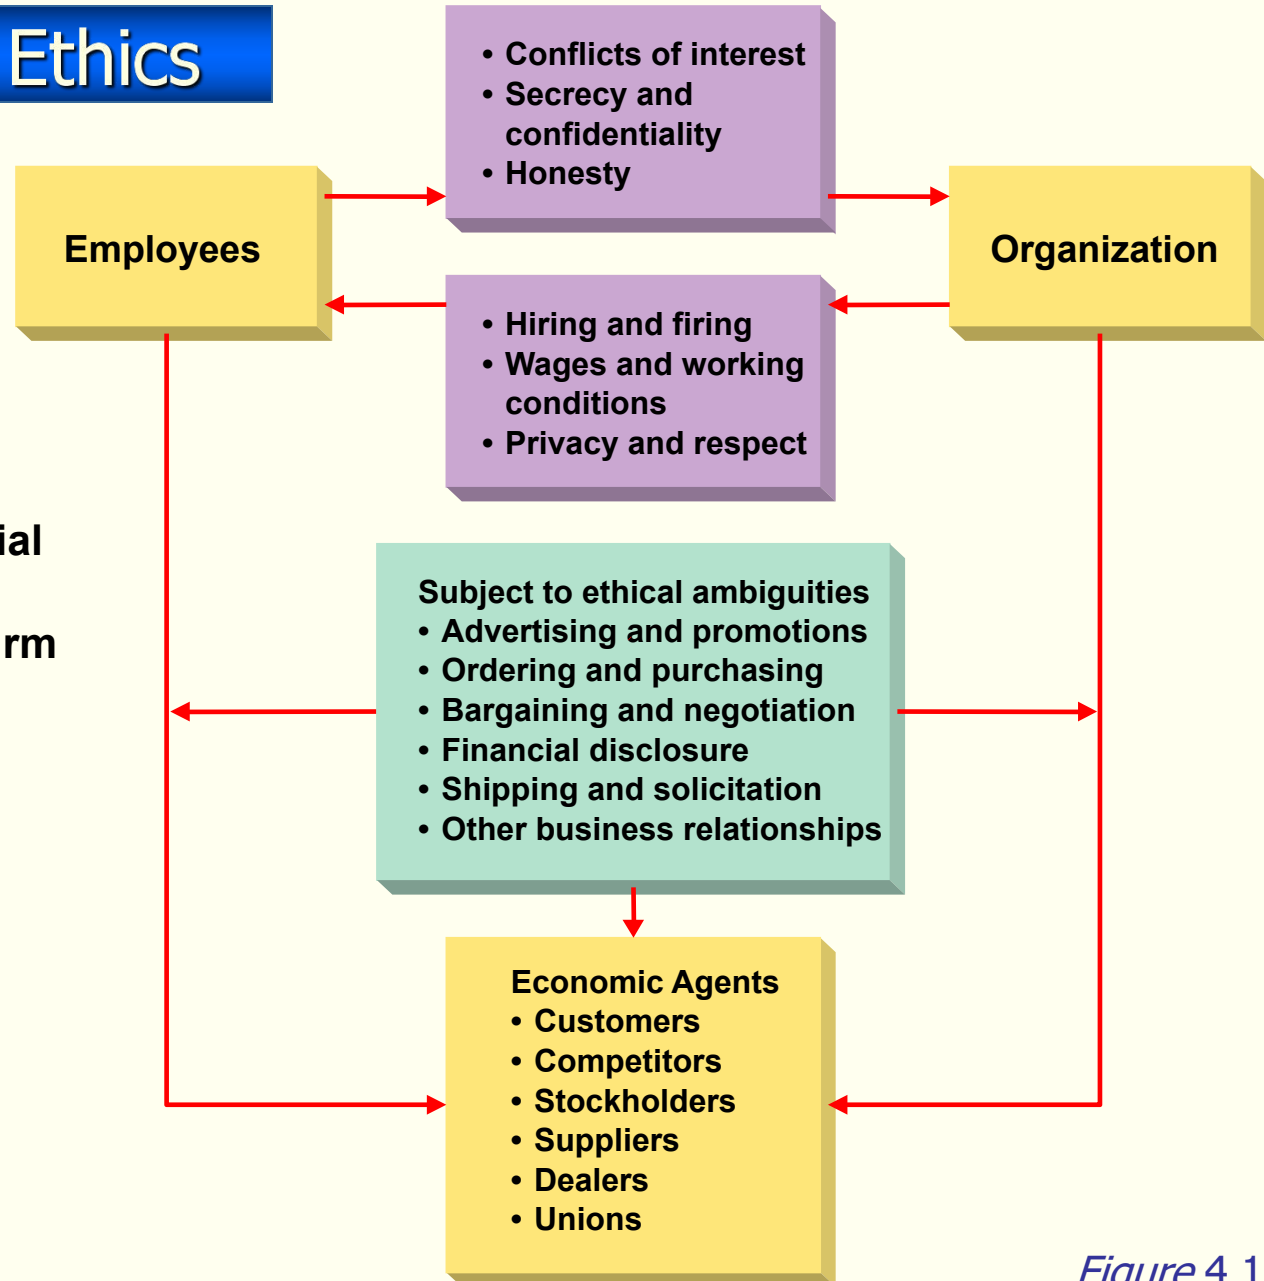 Ethics
• Conflicts of interest
• Secrecy and
confidentiality
• Honesty
Employees
Organization
• Hiring and firing
• Wages and working
conditions
• Privacy and respect
ial
rm
Subject to ethical ambiguities
• Advertising and promotions
• Ordering and purchasing
• Bargaining and negotiation
• Financial disclosure
• Shipping and solicitation
• Other business relationships
Economic Agents
• Customers
• Competitors
• Stockholders
• Suppliers
• Dealers
• Unions
Figure 4.1